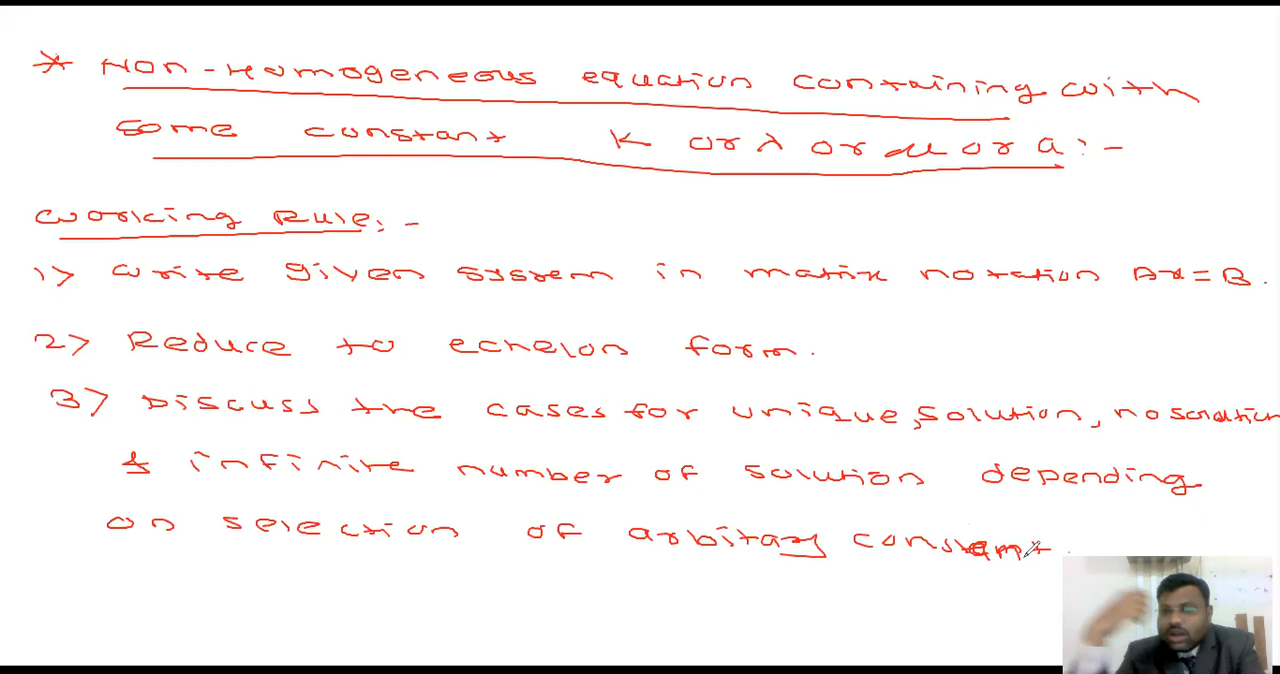 * Non-Homogeneous equation containing with
some constant K or λ or μ or a :-
Working Rule :-
1) write given system in matrix notation Ax = B.
2) Reduce to echelon form.
3) Discuss the cases for unique, solution, no solution
& infinite number of solution depending
on selection of arbitary constant.